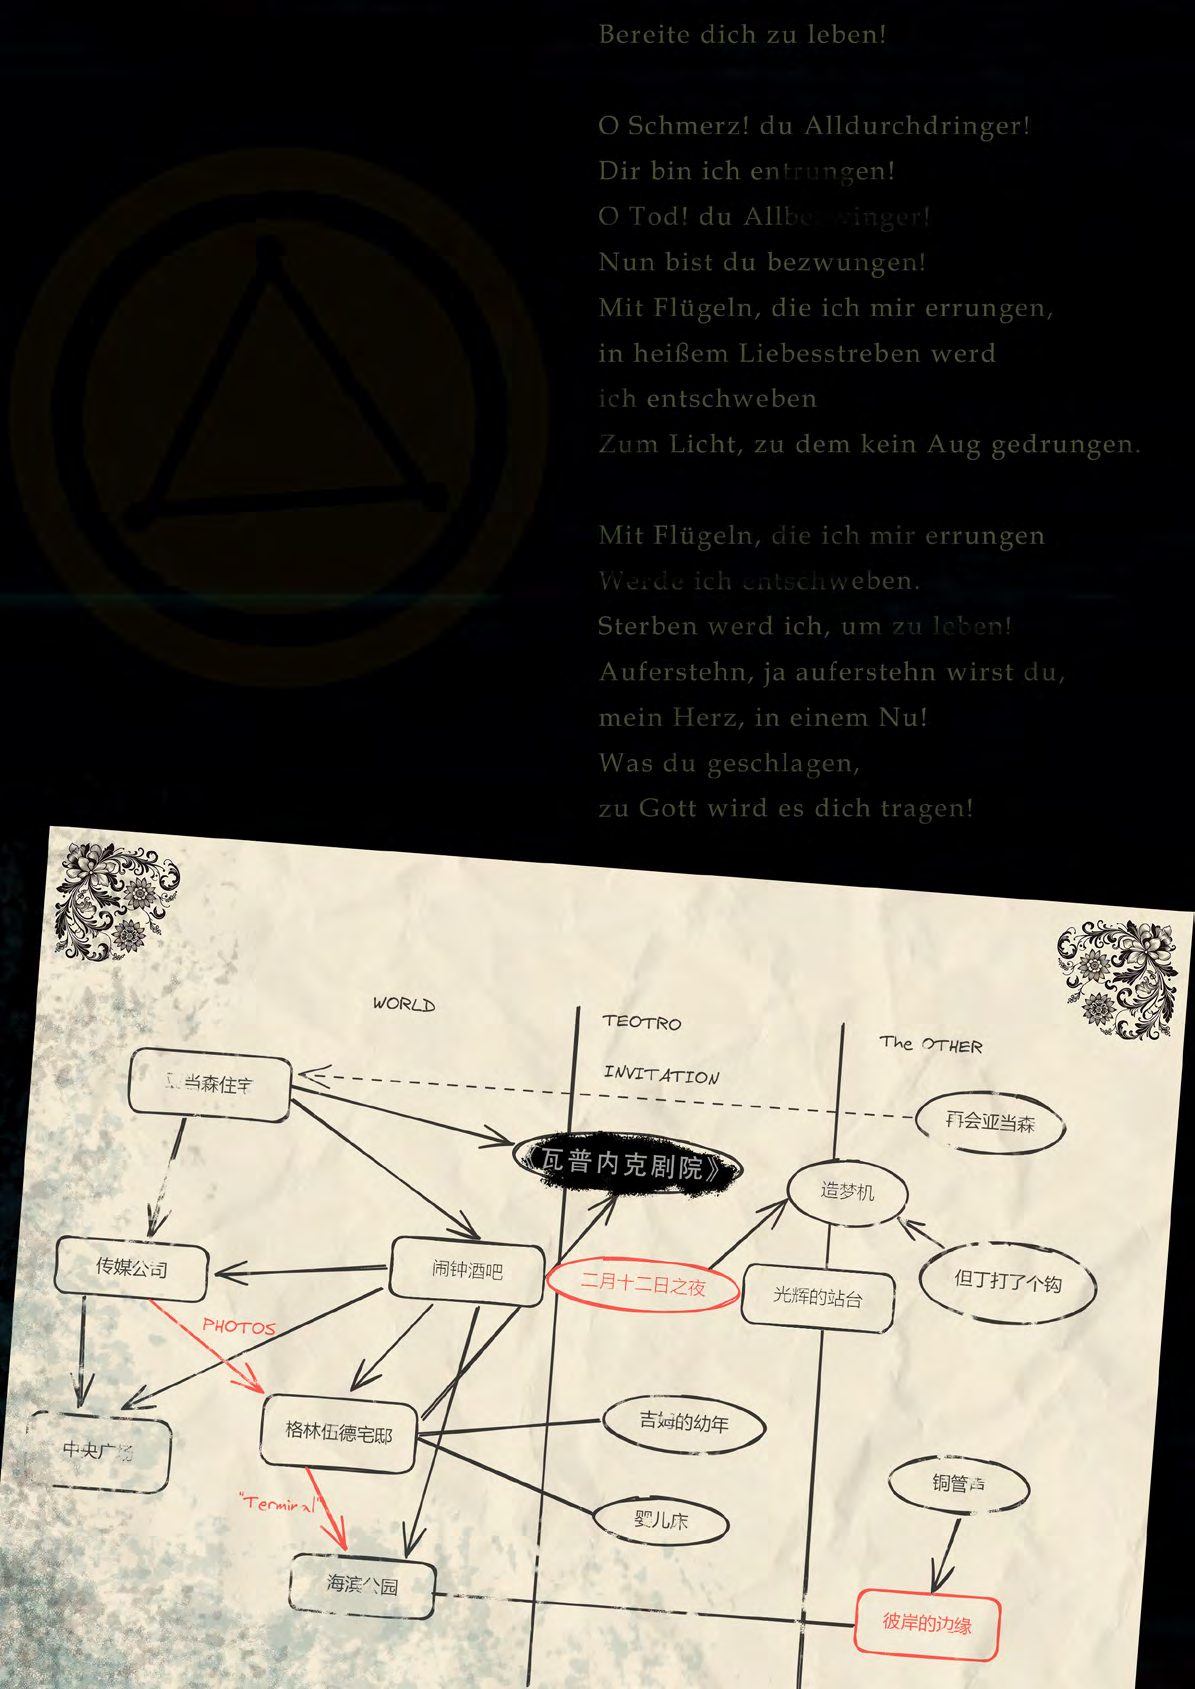 Bereite dich zu leben!
O Schmerz! du Alldurchdringer!
Dir bin ich entrungen!
O Tod! du Allbezwinger!
Nun bist du bezwungen!
Mit Flügeln, die ich mir errungen,
in heißem Liebesstreben werd
ich entschweben
Zum Licht, zu dem kein Aug gedrungen.
Mit Flügeln, die ich mir errungen
Werde ich entschweben.
Sterben werd ich, um zu leben!
Auferstehn, ja auferstehn wirst du,
mein Herz, in einem Nu!
Was du geschlagen,
zu Gott wird es dich tragen!
WORLD
TEOTRO
INVITATION
The OTHER
亚当森住宅
再会亚当森
《瓦普内克剧院》
造梦机
传媒公司
闹钟酒吧
二月十二日之夜
光辉的站台
但丁打了个钩
PHOTOS
中央广场
格林伍德宅邸
吉姆的幼年
铜管声
"Terminal"
婴儿床
海滨公园
彼岸的边缘